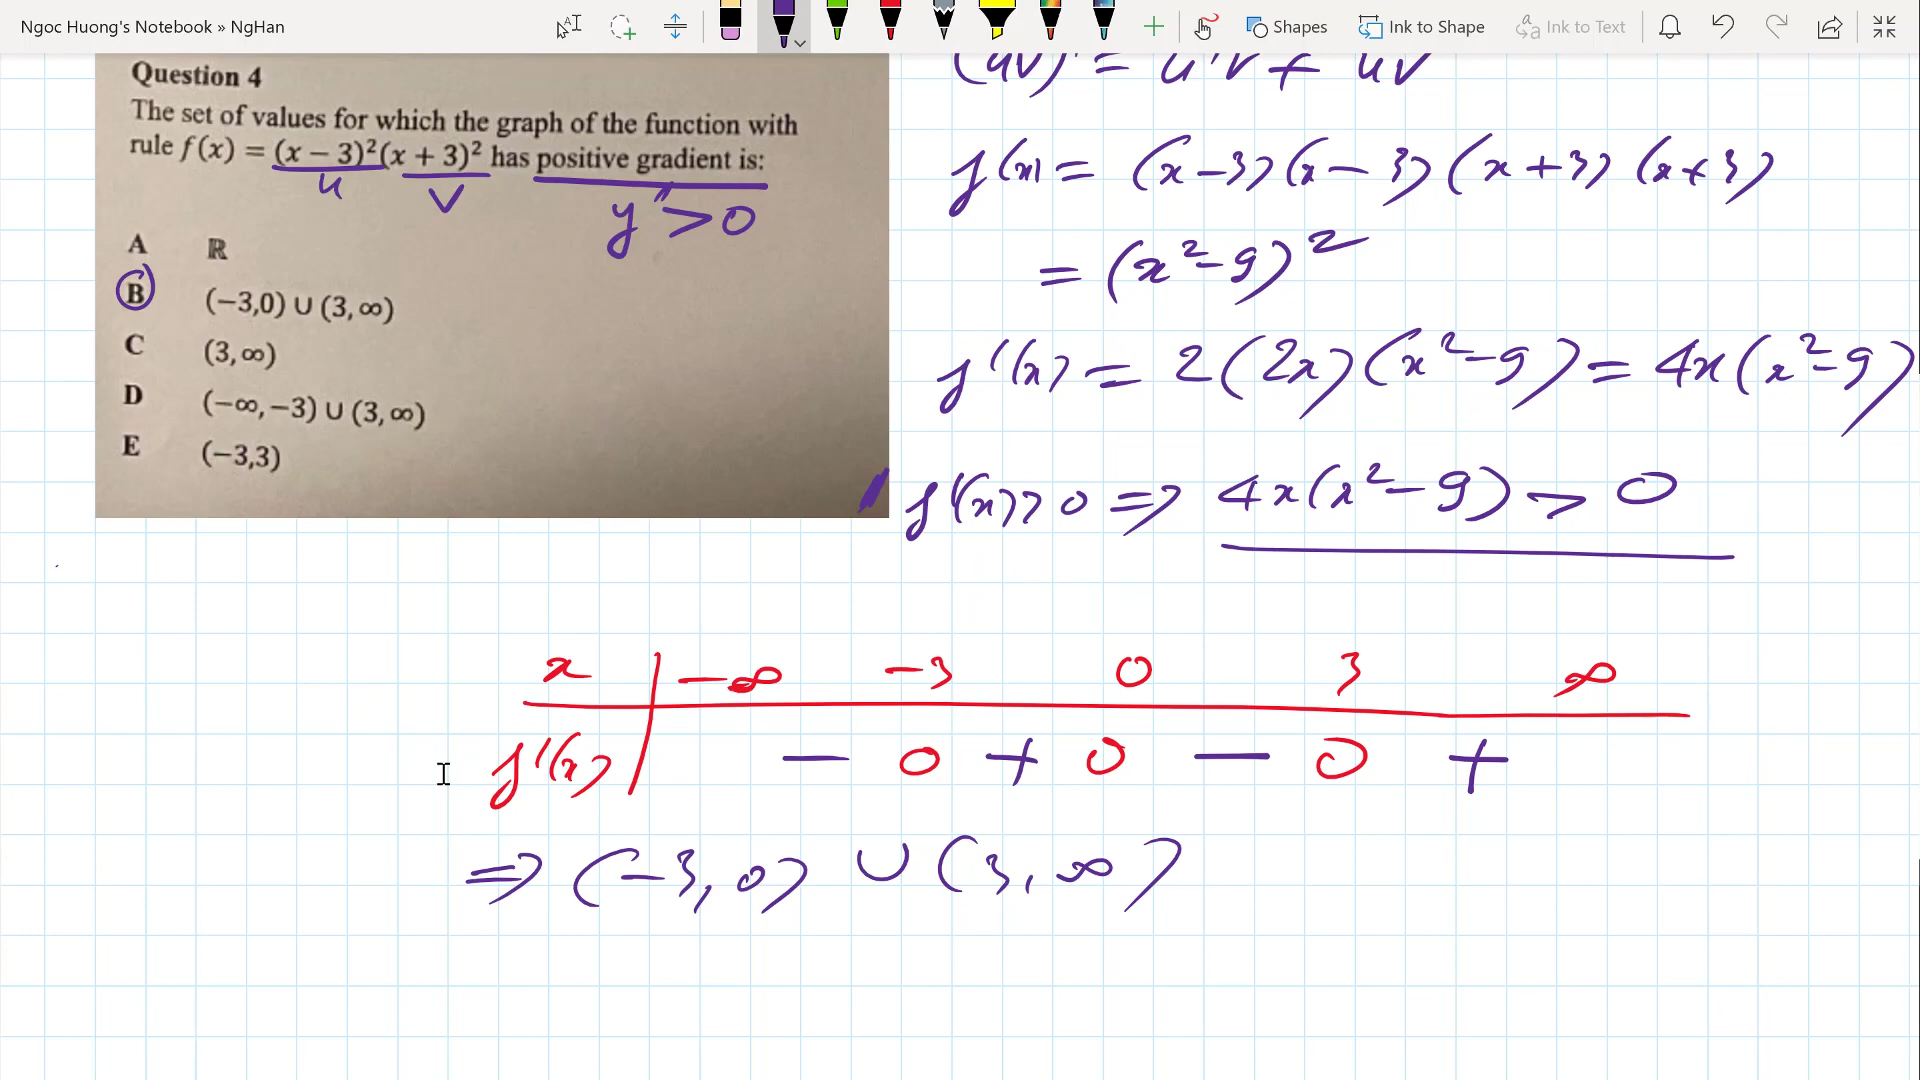 Ngoc Huong's Notebook » NgHan
Shapes
Ink to Shape
Ink to Text
Question 4
The set of values for which the graph of the function with
rule f(x) = (x − 3)²(x + 3)² has positive gradient is:
u
v
y'' > 0
A ℝ
B (−3,0) ∪ (3, ∞)
C (3, ∞)
D (−∞, −3) ∪ (3, ∞)
E (−3,3)
(uv)' = u'v + uv
f(x) = (x−3)(x−3)(x+3)(x+3)
= (x²−9)²
f'(x) = 2(2x)(x²−9) = 4x(x²−9)
f'(x) > 0 ⇒ 4x(x²−9) > 0
x −∞ −3 0 3 ∞
f'(x) − 0 + 0 − 0 +
⇒ (−3, 0) ∪ (3, ∞)